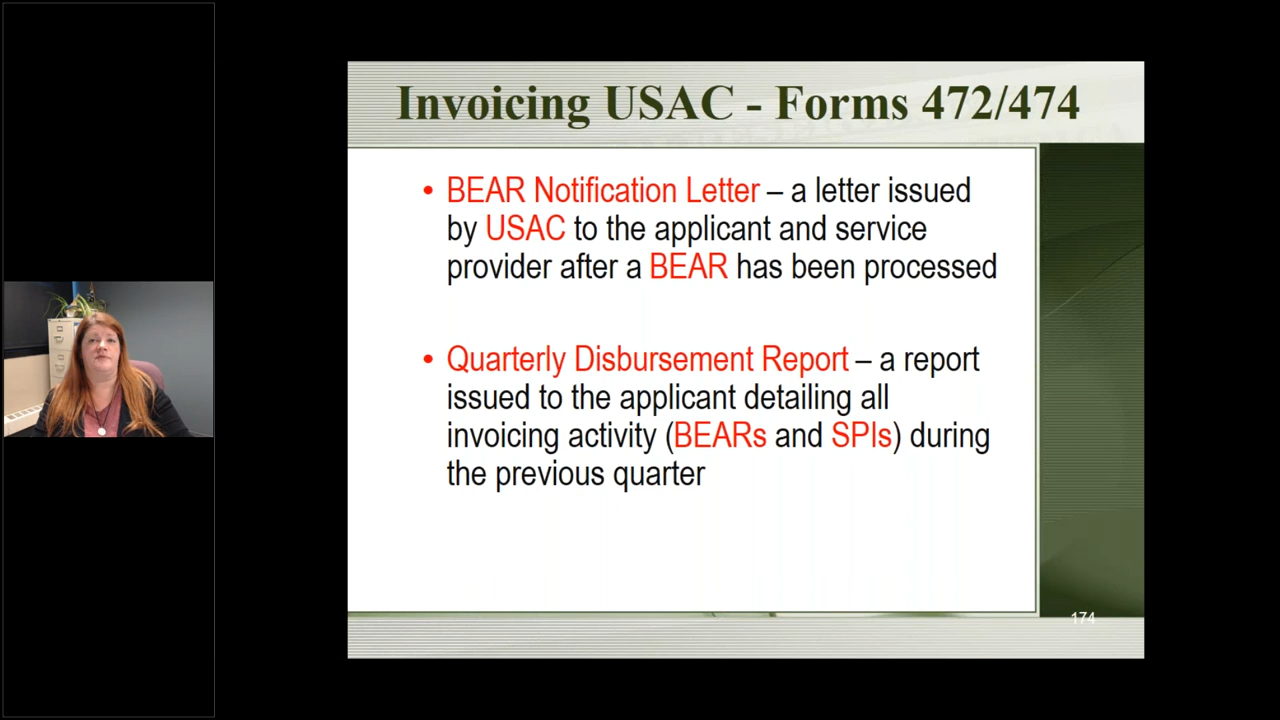 Invoicing USAC - Forms 472/474
• BEAR Notification Letter – a letter issued
by USAC to the applicant and service
provider after a BEAR has been processed
• Quarterly Disbursement Report – a report
issued to the applicant detailing all
invoicing activity (BEARs and SPIs) during
the previous quarter
174